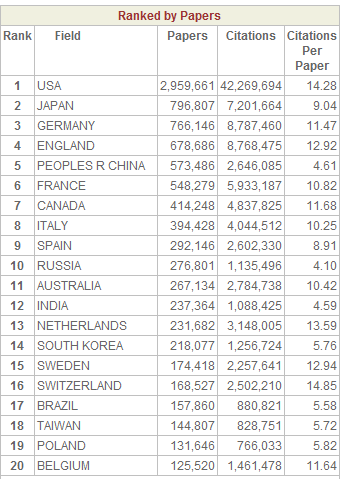 Ranked by Papers
Rank Field Papers Citations Citations Per Paper
1 USA 2,959,661 42,269,694 14.28
2 JAPAN 796,807 7,201,664 9.04
3 GERMANY 766,146 8,787,460 11.47
4 ENGLAND 678,686 8,768,475 12.92
5 PEOPLES R CHINA 573,486 2,646,085 4.61
6 FRANCE 548,279 5,933,187 10.82
7 CANADA 414,248 4,837,825 11.68
8 ITALY 394,428 4,044,512 10.25
9 SPAIN 292,146 2,602,330 8.91
10 RUSSIA 276,801 1,135,496 4.10
11 AUSTRALIA 267,134 2,784,738 10.42
12 INDIA 237,364 1,088,425 4.59
13 NETHERLANDS 231,682 3,148,005 13.59
14 SOUTH KOREA 218,077 1,256,724 5.76
15 SWEDEN 174,418 2,257,641 12.94
16 SWITZERLAND 168,527 2,502,210 14.85
17 BRAZIL 157,860 880,821 5.58
18 TAIWAN 144,807 828,751 5.72
19 POLAND 131,646 766,033 5.82
20 BELGIUM 125,520 1,461,478 11.64